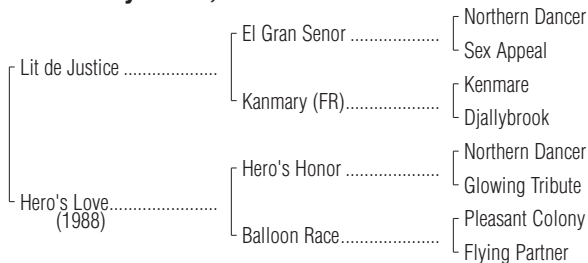 Northern Dancer
El Gran Senor
Sex Appeal
Lit de Justice
Kenmare
Kanmary (FR)
Djallybrook
Northern Dancer
Hero's Honor
Glowing Tribute
Hero's Love
(1988)
Pleasant Colony
Balloon Race
Flying Partner